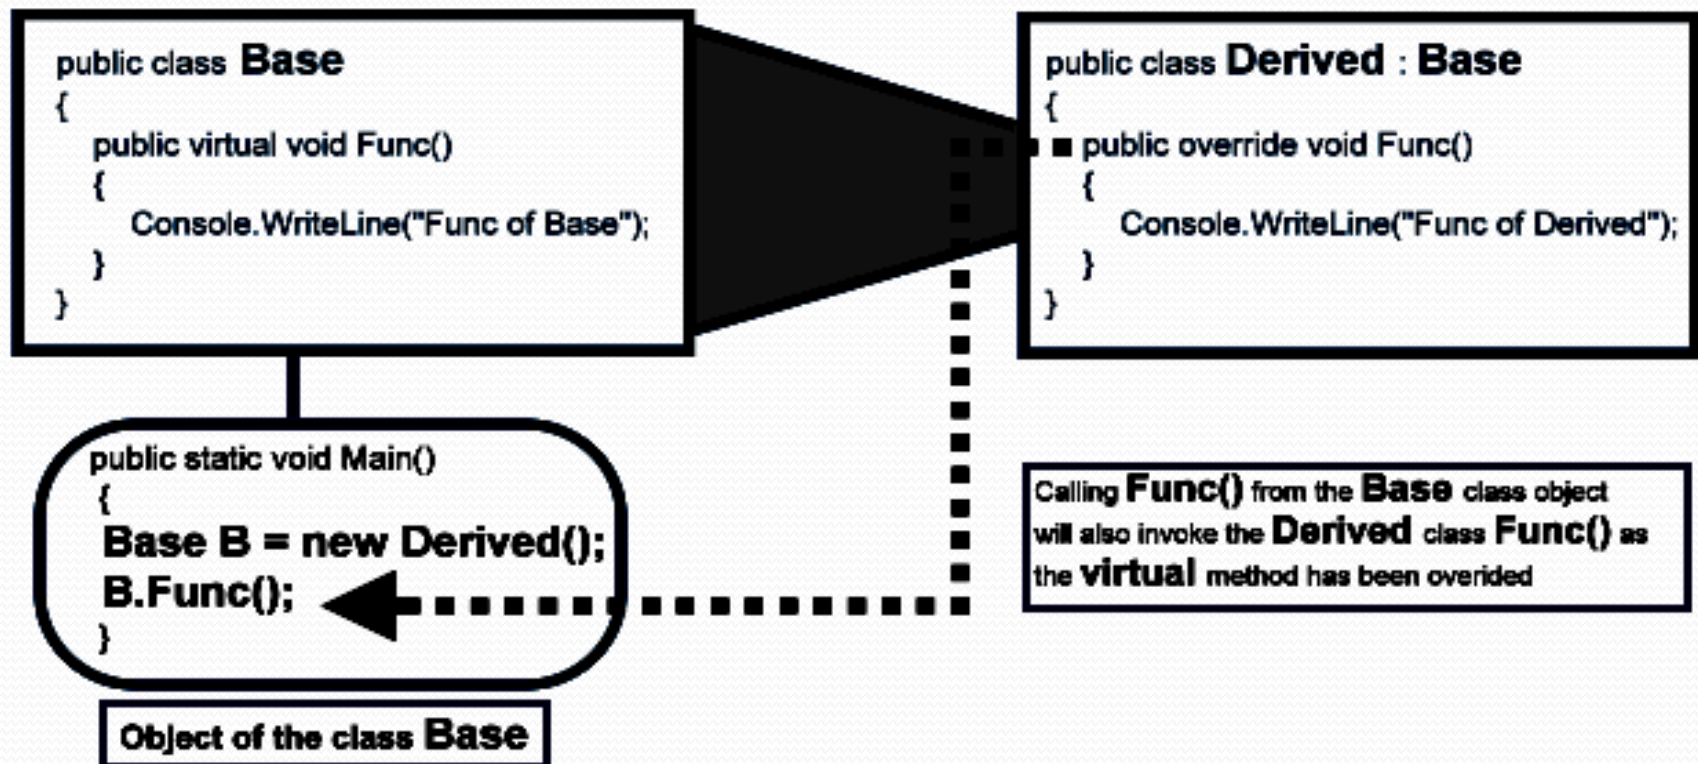 public class Base
{
public virtual void Func()
{
Console.WriteLine("Func of Base");
}
}
public class Derived : Base
{
public override void Func()
{
Console.WriteLine("Func of Derived");
}
}
public static void Main()
{
Base B = new Derived();
B.Func();
}
Object of the class Base
Calling Func() from the Base class object
will also invoke the Derived class Func() as
the virtual method has been overided